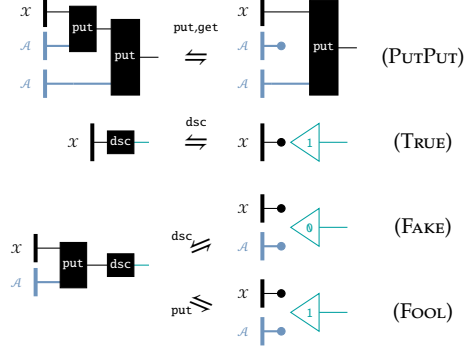 𝒳 put 𝒜 put 𝒜 put,get ⇌ 𝒳 𝒜 put 𝒜 (PutPut)
𝒳 dsc dsc ⇌ 𝒳 1 (True)
𝒳 𝒜 put dsc dsc ⇌ 𝒳 𝒜 0 (Fake)
put ⇌ 𝒳 𝒜 1 (Fool)